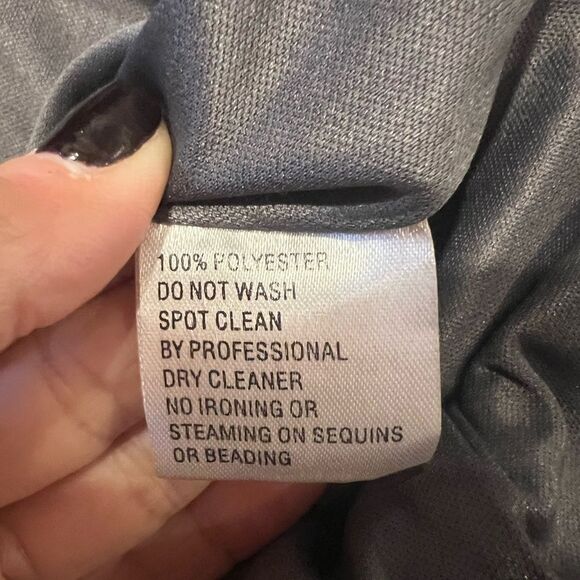 100% POLYESTER
DO NOT WASH
SPOT CLEAN
BY PROFESSIONAL
DRY CLEANER
NO IRONING OR
STEAMING ON SEQUINS
OR BEADING